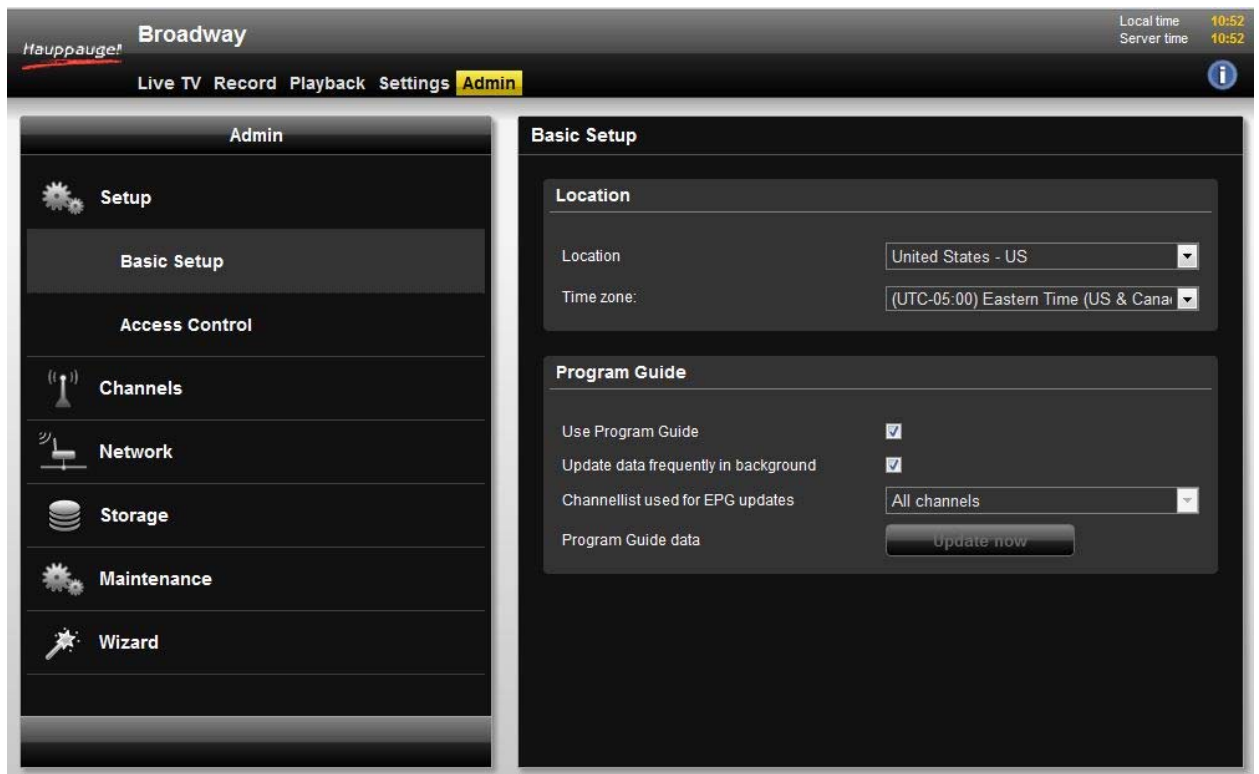 Hauppauge!
Broadway
Local time 10:52
Server time 10:52
Live TV Record Playback Settings Admin
i
Admin
Setup
Basic Setup
Access Control
Channels
Network
Storage
Maintenance
Wizard
Basic Setup
Location
Location United States - US
Time zone: (UTC-05:00) Eastern Time (US & Cana
Program Guide
Use Program Guide
Update data frequently in background
Channellist used for EPG updates All channels
Program Guide data Update now